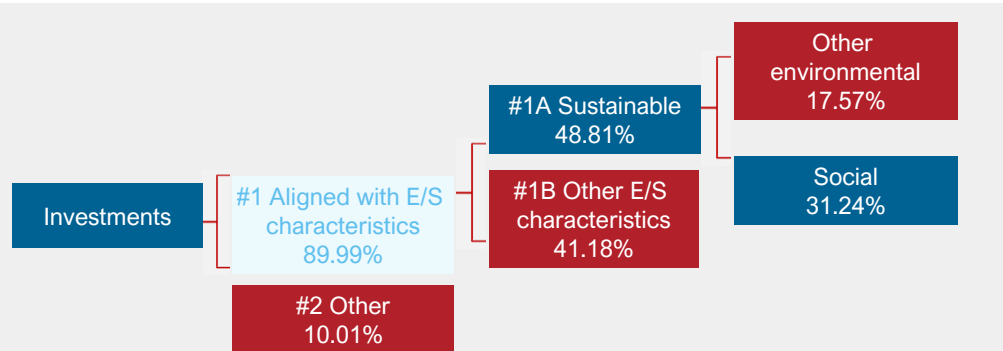 Investments
#1 Aligned with E/S
characteristics
89.99%
#2 Other
10.01%
#1A Sustainable
48.81%
#1B Other E/S
characteristics
41.18%
Other
environmental
17.57%
Social
31.24%